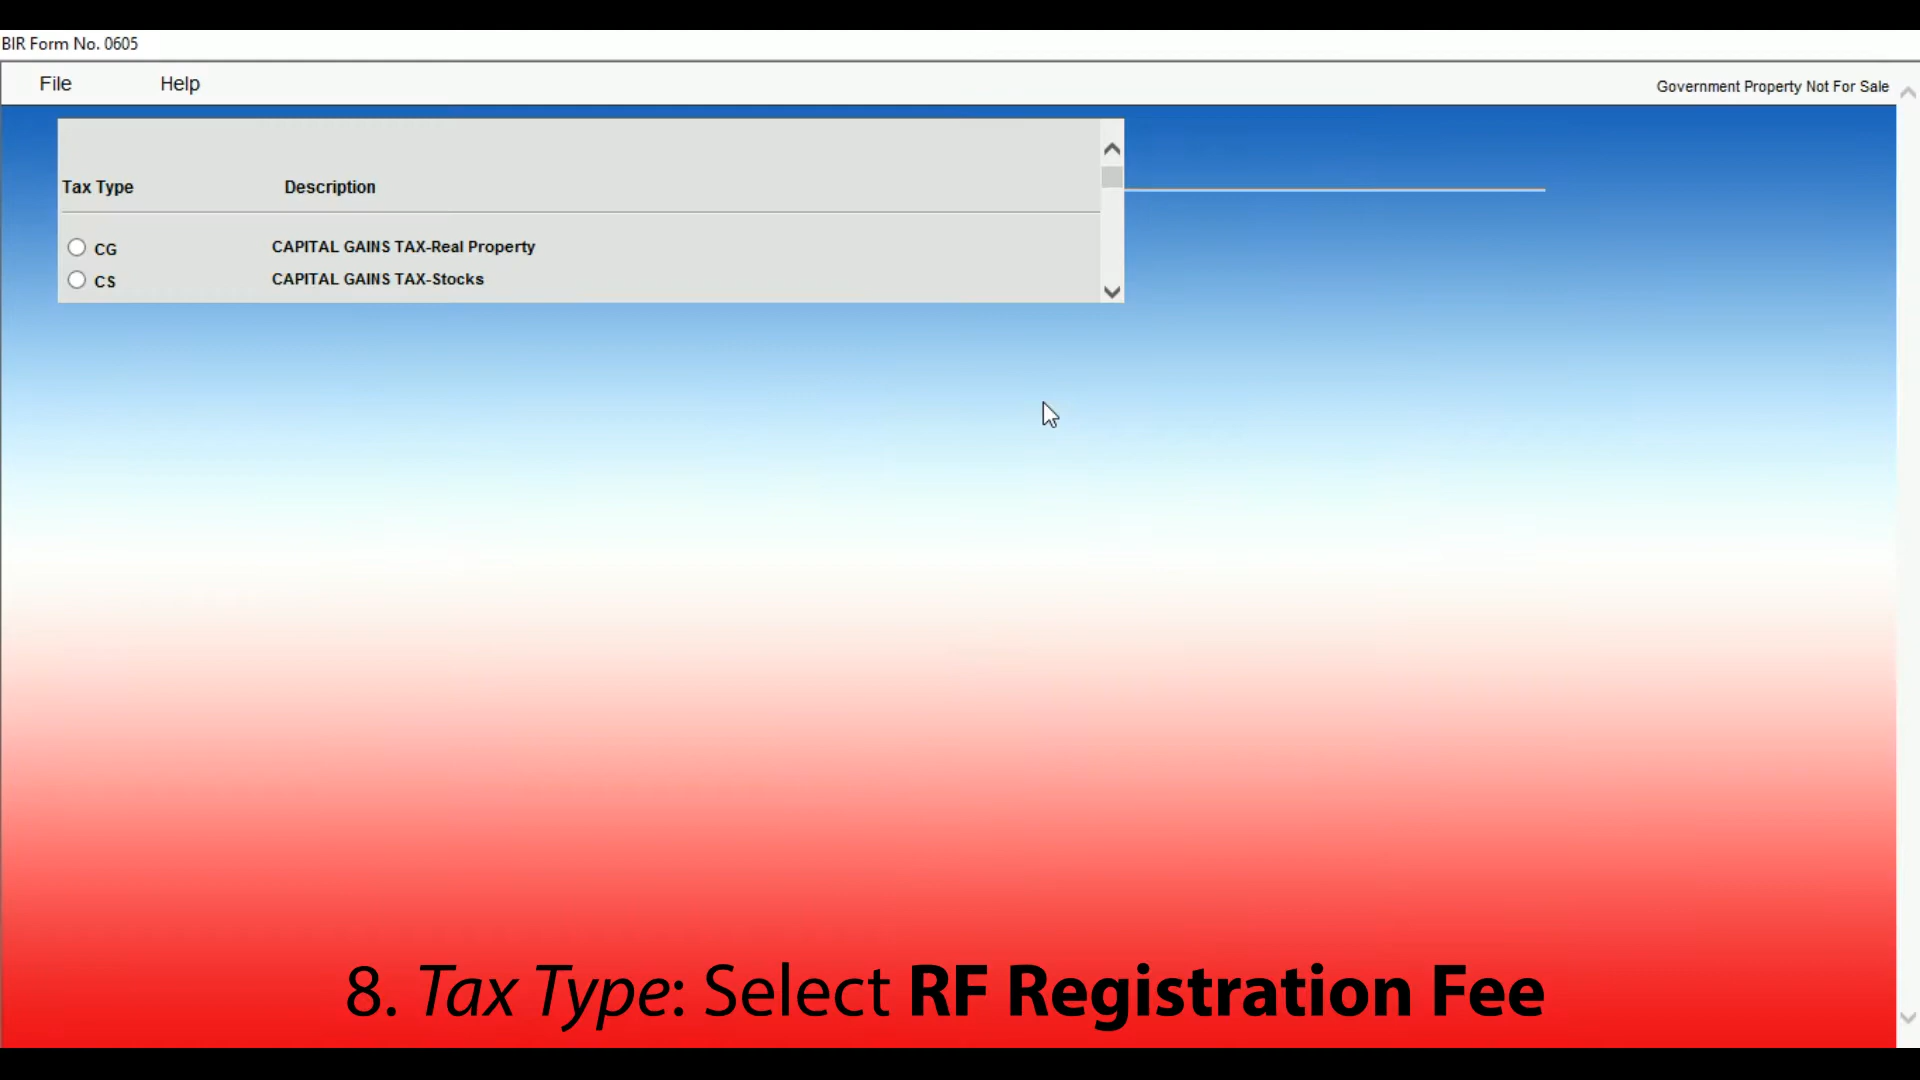 BIR Form No. 0605
File Help Government Property Not For Sale
Tax Type Description
CG CAPITAL GAINS TAX-Real Property
CS CAPITAL GAINS TAX-Stocks
8. Tax Type: Select RF Registration Fee